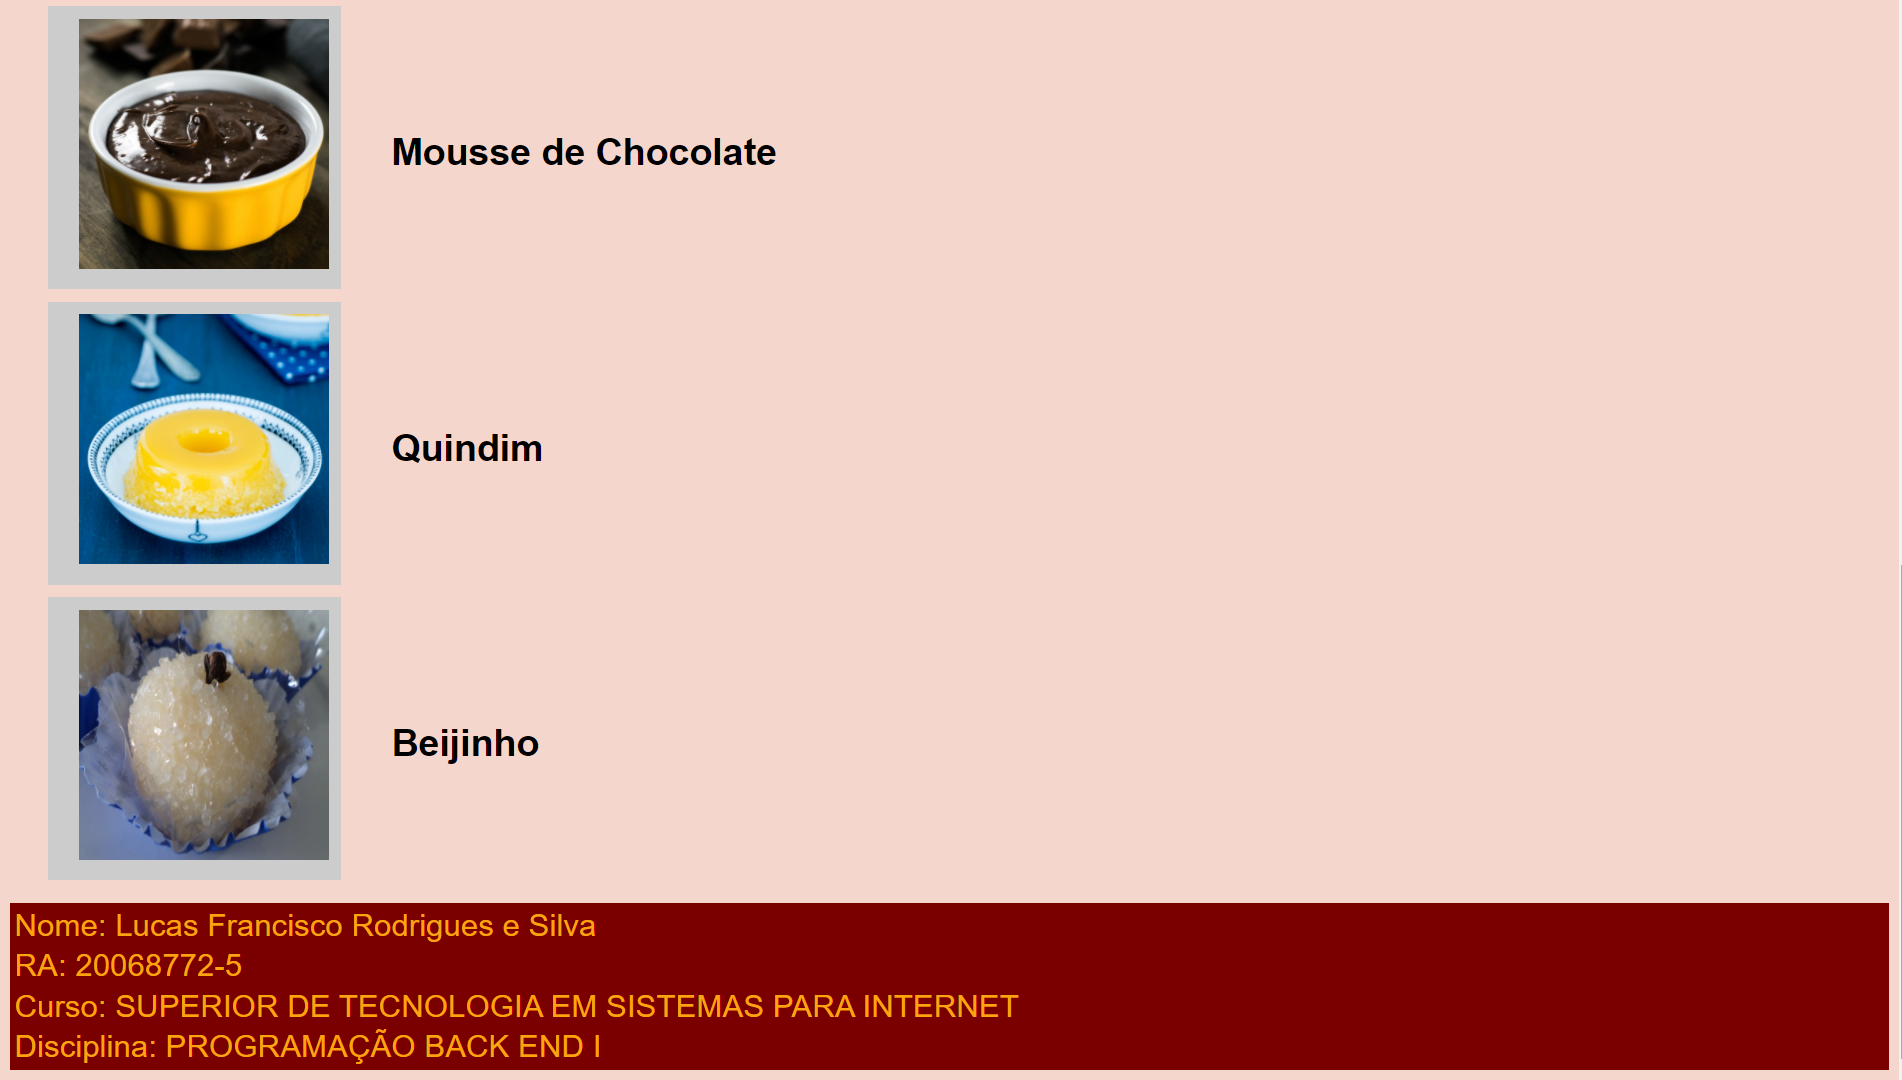 Mousse de Chocolate
Quindim
Beijinho
Nome: Lucas Francisco Rodrigues e Silva
RA: 20068772-5
Curso: SUPERIOR DE TECNOLOGIA EM SISTEMAS PARA INTERNET
Disciplina: PROGRAMAÇÃO BACK END I